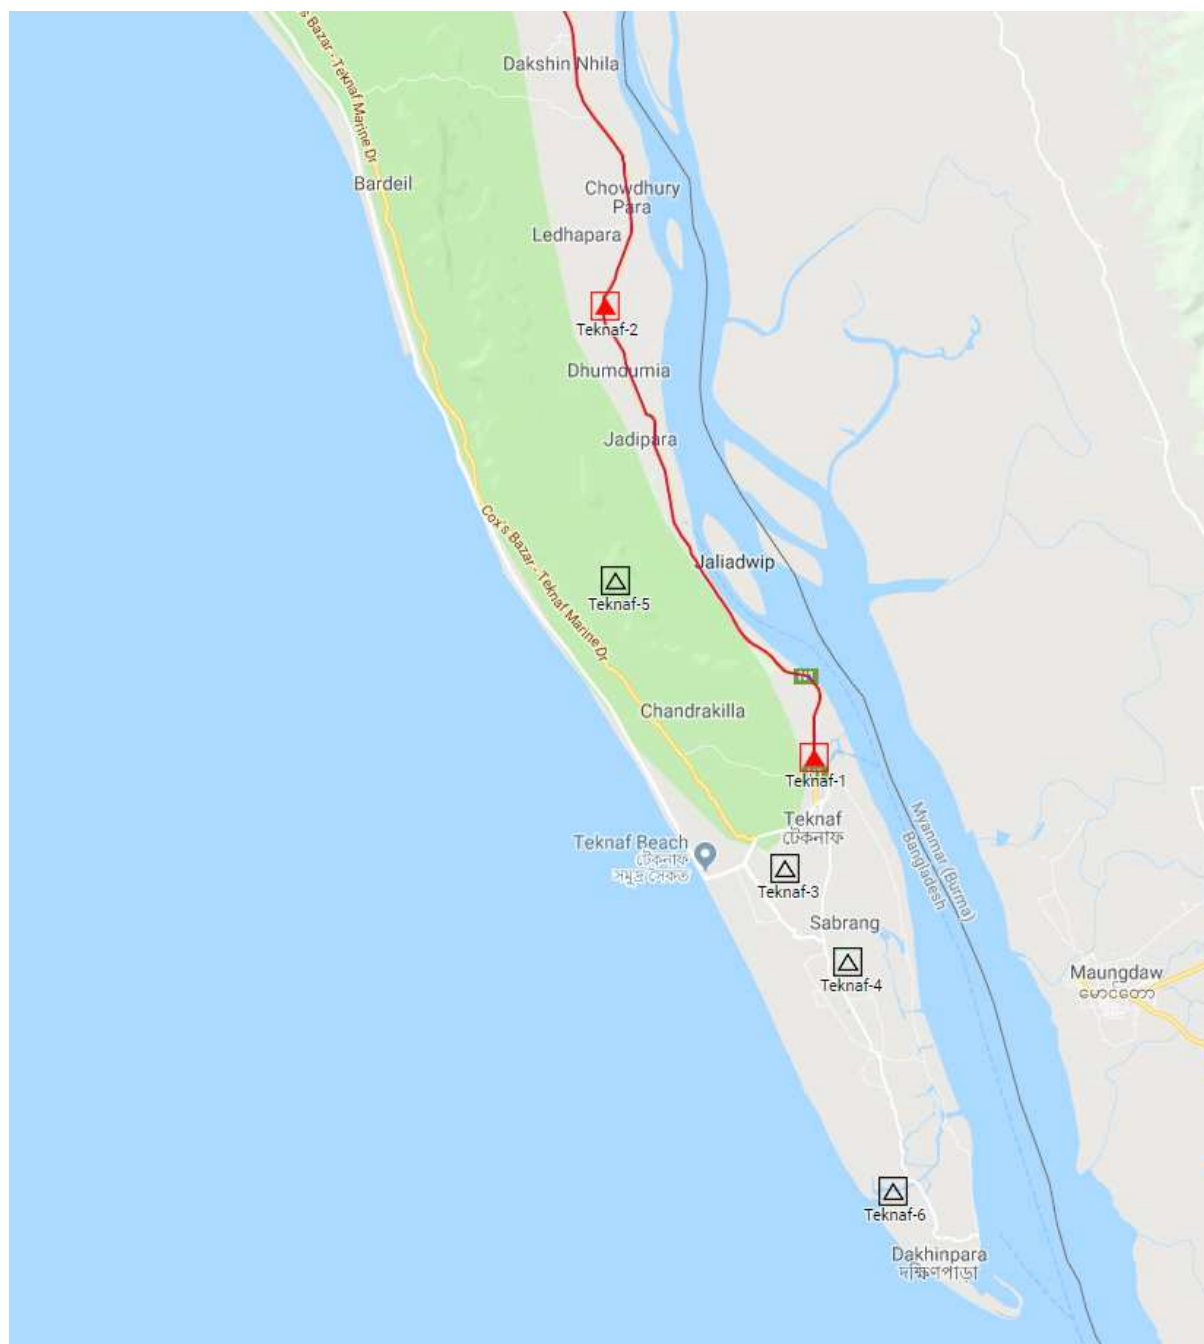 Cox's Bazar - Teknaf Marine Dr
Dakshin Nhila
Bardeil
Chowdhury
Para
Ledhapara
Teknaf-2
Dhumdumia
Jadipara
Cox's Bazar - Teknaf Marine Dr
Jaliadwip
Teknaf-5
Chandrakilla
Teknaf-1
Teknaf
টেকনাফ
Teknaf Beach
টেকনাফ
সমুদ্র সৈকত
Teknaf-3
Myanmar (Burma)
Bangladesh
Sabrang
Teknaf-4
Maungdaw
မောင်တော
Teknaf-6
Dakhinpara
দক্ষিণপাড়া